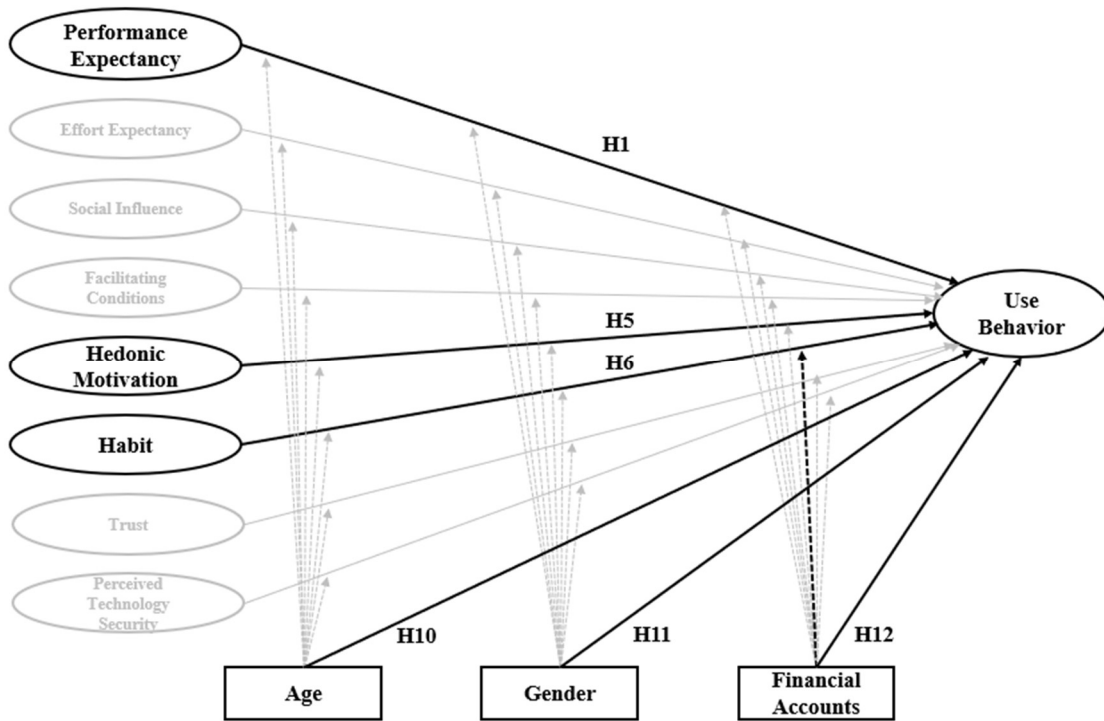 Performance
Expectancy
Effort Expectancy
H1
Social Influence
Facilitating
Conditions
Use
Behavior
H5
Hedonic
Motivation
H6
Habit
Trust
Perceived
Technology
Security
H10
H11
H12
Age
Gender
Financial
Accounts